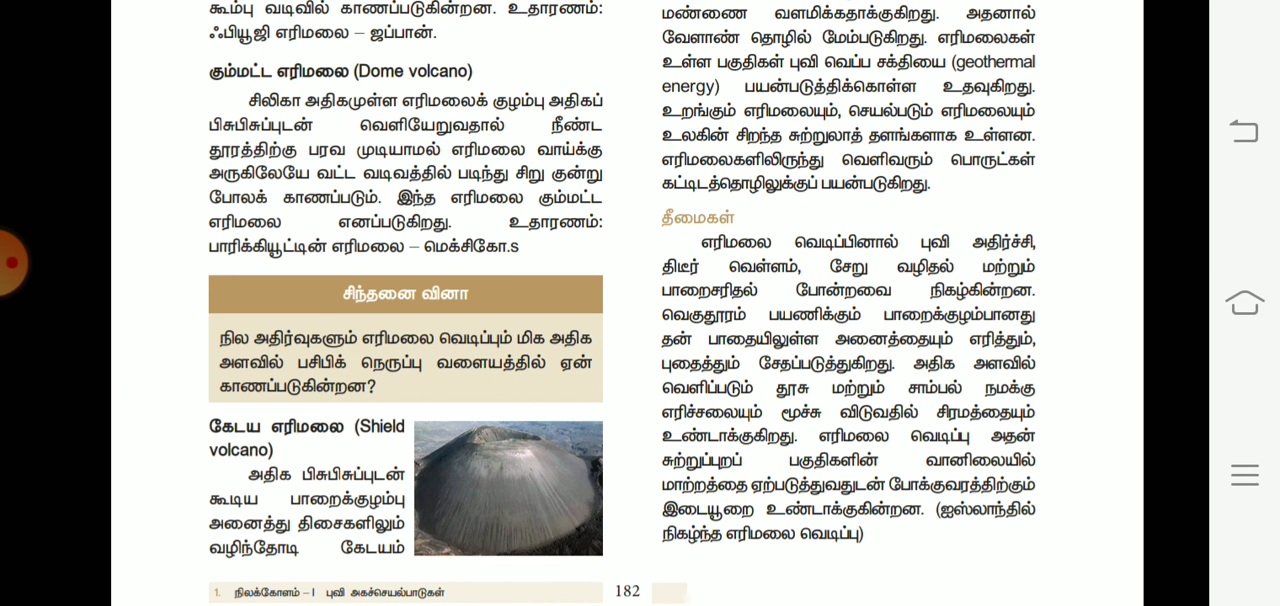 கூம்பு வடிவில் காணப்படுகின்றன. உதாரணம்:
ஃபியூஜி எரிமலை – ஜப்பான்.
கும்மட்ட எரிமலை (Dome volcano)
சிலிகா அதிகமுள்ள எரிமலைக் குழம்பு அதிகப்
பிசுபிசுப்புடன் வெளியேறுவதால் நீண்ட
தூரத்திற்கு பரவ முடியாமல் எரிமலை வாய்க்கு
அருகிலேயே வட்ட வடிவத்தில் படிந்து சிறு குன்று
போலக் காணப்படும். இந்த எரிமலை கும்மட்ட
எரிமலை எனப்படுகிறது. உதாரணம்:
பாரிக்கியூட்டின் எரிமலை – மெக்சிகோ.s
சிந்தனை வினா
நில அதிர்வுகளும் எரிமலை வெடிப்பும் மிக அதிக
அளவில் பசிபிக் நெருப்பு வளையத்தில் ஏன்
காணப்படுகின்றன?
கேடய எரிமலை (Shield
volcano)
அதிக பிசுபிசுப்புடன்
கூடிய பாறைக்குழம்பு
அனைத்து திசைகளிலும்
வழிந்தோடி கேடயம்
மண்ணை வளமிக்கதாக்குகிறது. அதனால்
வேளாண் தொழில் மேம்படுகிறது. எரிமலைகள்
உள்ள பகுதிகள் புவி வெப்ப சக்தியை (geothermal
energy) பயன்படுத்திக்கொள்ள உதவுகிறது.
உறங்கும் எரிமலையும், செயல்படும் எரிமலையும்
உலகின் சிறந்த சுற்றுலாத் தளங்களாக உள்ளன.
எரிமலைகளிலிருந்து வெளிவரும் பொருட்கள்
கட்டிடத்தொழிலுக்குப் பயன்படுகிறது.
தீமைகள்
எரிமலை வெடிப்பினால் புவி அதிர்ச்சி,
திடீர் வெள்ளம், சேறு வழிதல் மற்றும்
பாறைசரிதல் போன்றவை நிகழ்கின்றன.
வெகுதூரம் பயணிக்கும் பாறைக்குழம்பானது
தன் பாதையிலுள்ள அனைத்தையும் எரித்தும்,
புதைத்தும் சேதப்படுத்துகிறது. அதிக அளவில்
வெளிப்படும் தூசு மற்றும் சாம்பல் நமக்கு
எரிச்சலையும் மூச்சு விடுவதில் சிரமத்தையும்
உண்டாக்குகிறது. எரிமலை வெடிப்பு அதன்
சுற்றுப்புறப் பகுதிகளின் வானிலையில்
மாற்றத்தை ஏற்படுத்துவதுடன் போக்குவரத்திற்கும்
இடையூறை உண்டாக்குகின்றன. (ஐஸ்லாந்தில்
நிகழ்ந்த எரிமலை வெடிப்பு)
1. நிலக்கோளம் – I புவி அகச்செயல்பாடுகள்
182